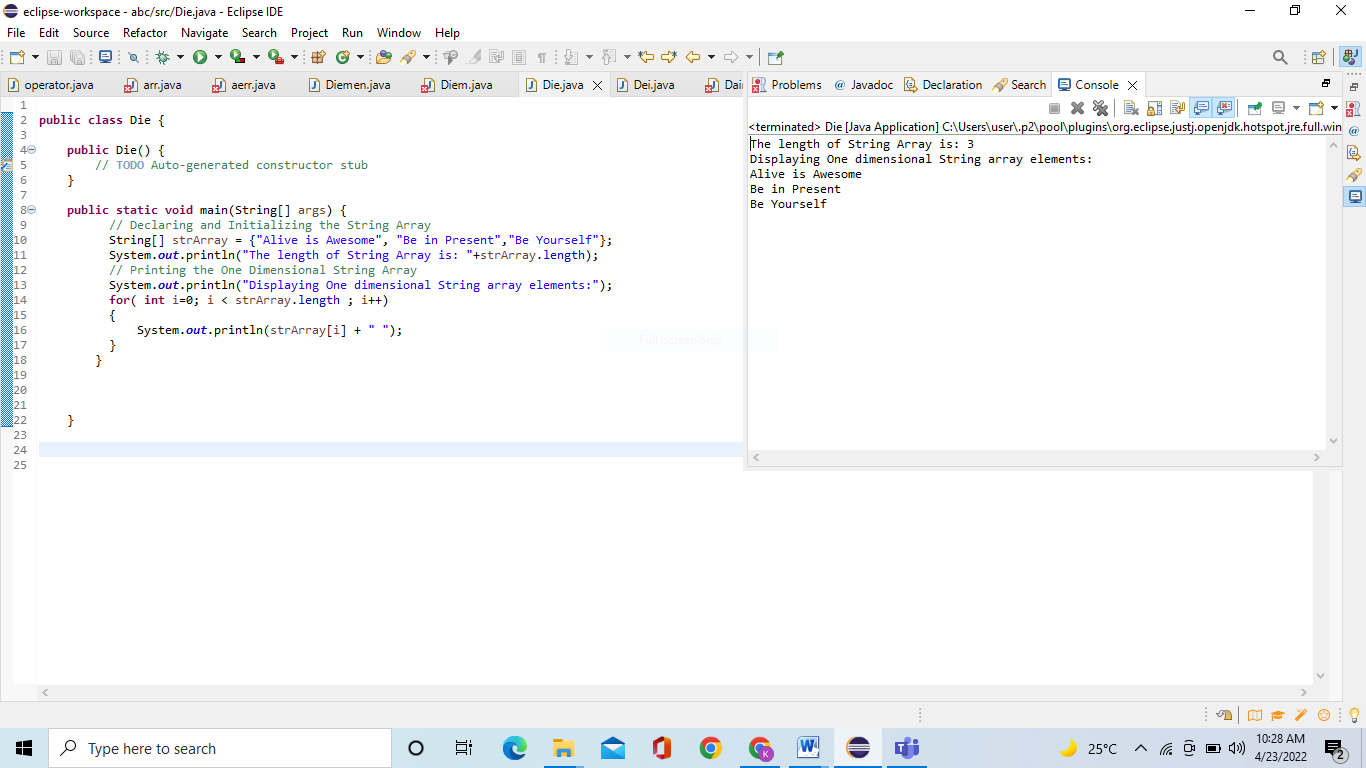 eclipse-workspace - abc/src/Die.java - Eclipse IDE
File Edit Source Refactor Navigate Search Project Run Window Help
operator.java arr.java aerr.java Diemen.java Diem.java Die.java Dei.java Dai
Problems @ Javadoc Declaration Search Console
<terminated> Die [Java Application] C:\Users\user\.p2\pool\plugins\org.eclipse.justj.openjdk.hotspot.jre.full.win
The length of String Array is: 3
Displaying One dimensional String array elements:
Alive is Awesome
Be in Present
Be Yourself
1
2 public class Die {
3
4 public Die() {
5 // TODO Auto-generated constructor stub
6 }
7
8 public static void main(String[] args) {
9 // Declaring and Initializing the String Array
10 String[] strArray = {"Alive is Awesome", "Be in Present","Be Yourself"};
11 System.out.println("The length of String Array is: "+strArray.length);
12 // Printing the One Dimensional String Array
13 System.out.println("Displaying One dimensional String array elements:");
14 for( int i=0; i < strArray.length ; i++)
15 {
16 System.out.println(strArray[i] + " ");
17 }
18 }
19
20
21
22 }
23
24
25
Full-screen Snip
Type here to search
K
25°C
10:28 AM
4/23/2022
2